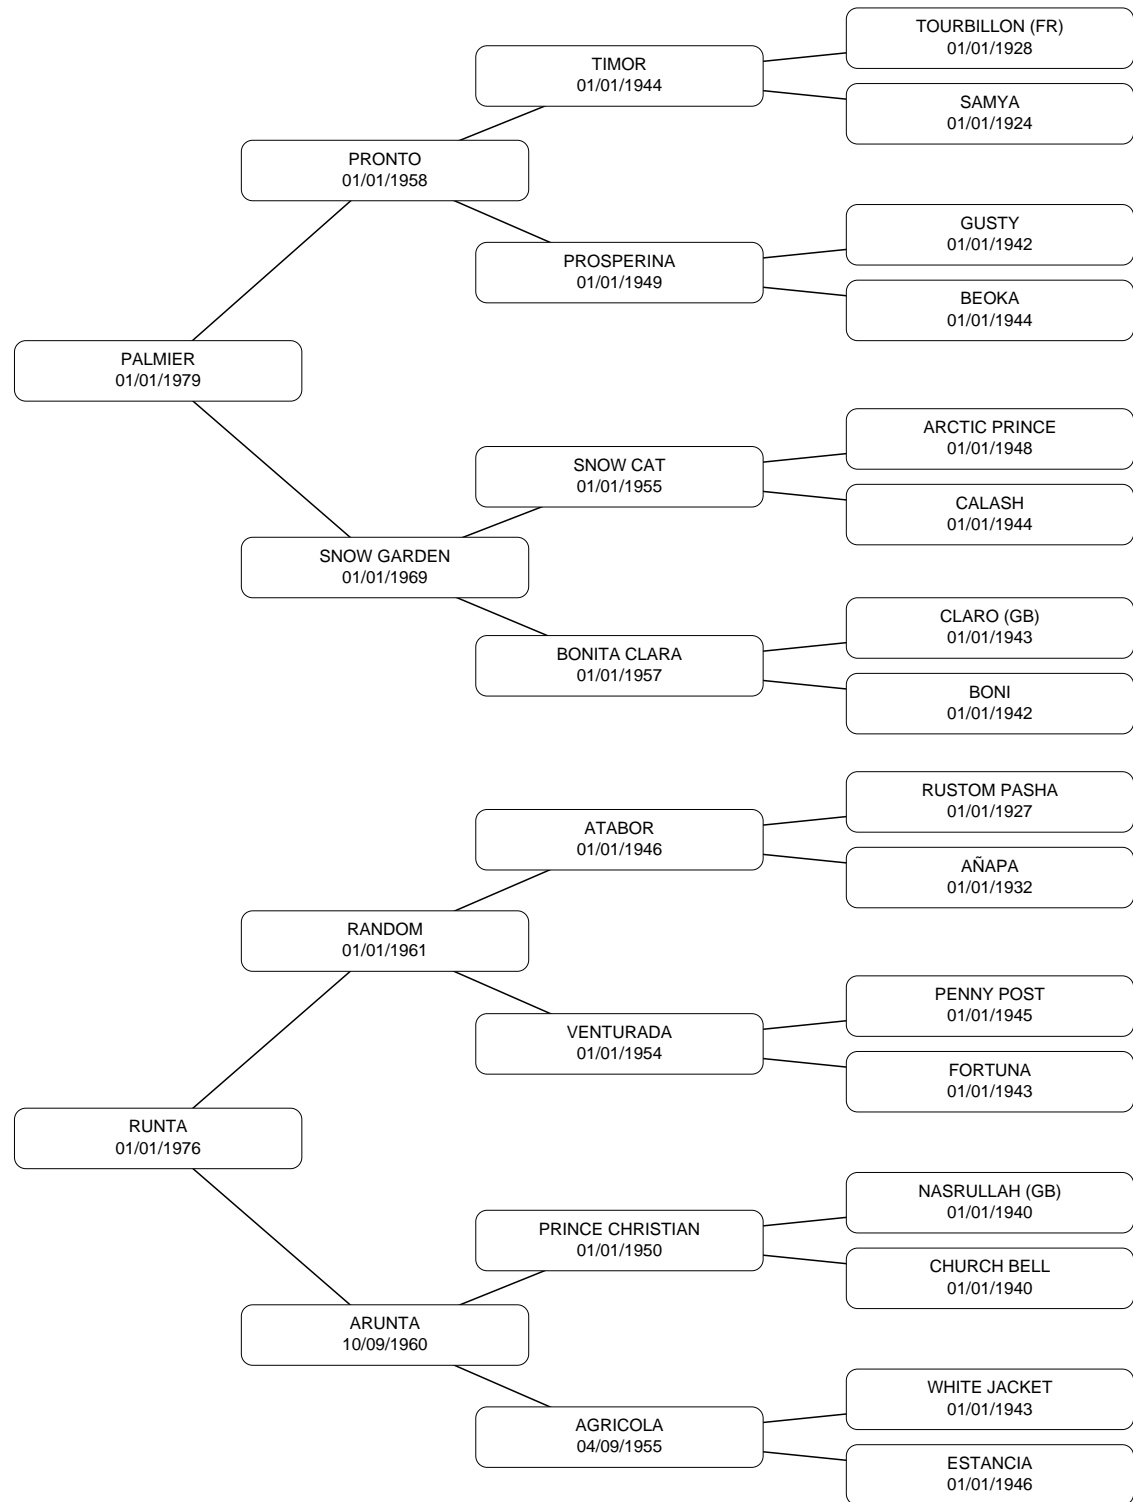 TOURBILLON (FR)
01/01/1928
TIMOR
01/01/1944
SAMYA
01/01/1924
PRONTO
01/01/1958
GUSTY
01/01/1942
PROSPERINA
01/01/1949
BEOKA
01/01/1944
PALMIER
01/01/1979
ARCTIC PRINCE
01/01/1948
SNOW CAT
01/01/1955
CALASH
01/01/1944
SNOW GARDEN
01/01/1969
CLARO (GB)
01/01/1943
BONITA CLARA
01/01/1957
BONI
01/01/1942
RUSTOM PASHA
01/01/1927
ATABOR
01/01/1946
AÑAPA
01/01/1932
RANDOM
01/01/1961
PENNY POST
01/01/1945
VENTURADA
01/01/1954
FORTUNA
01/01/1943
RUNTA
01/01/1976
NASRULLAH (GB)
01/01/1940
PRINCE CHRISTIAN
01/01/1950
CHURCH BELL
01/01/1940
ARUNTA
10/09/1960
WHITE JACKET
01/01/1943
AGRICOLA
04/09/1955
ESTANCIA
01/01/1946